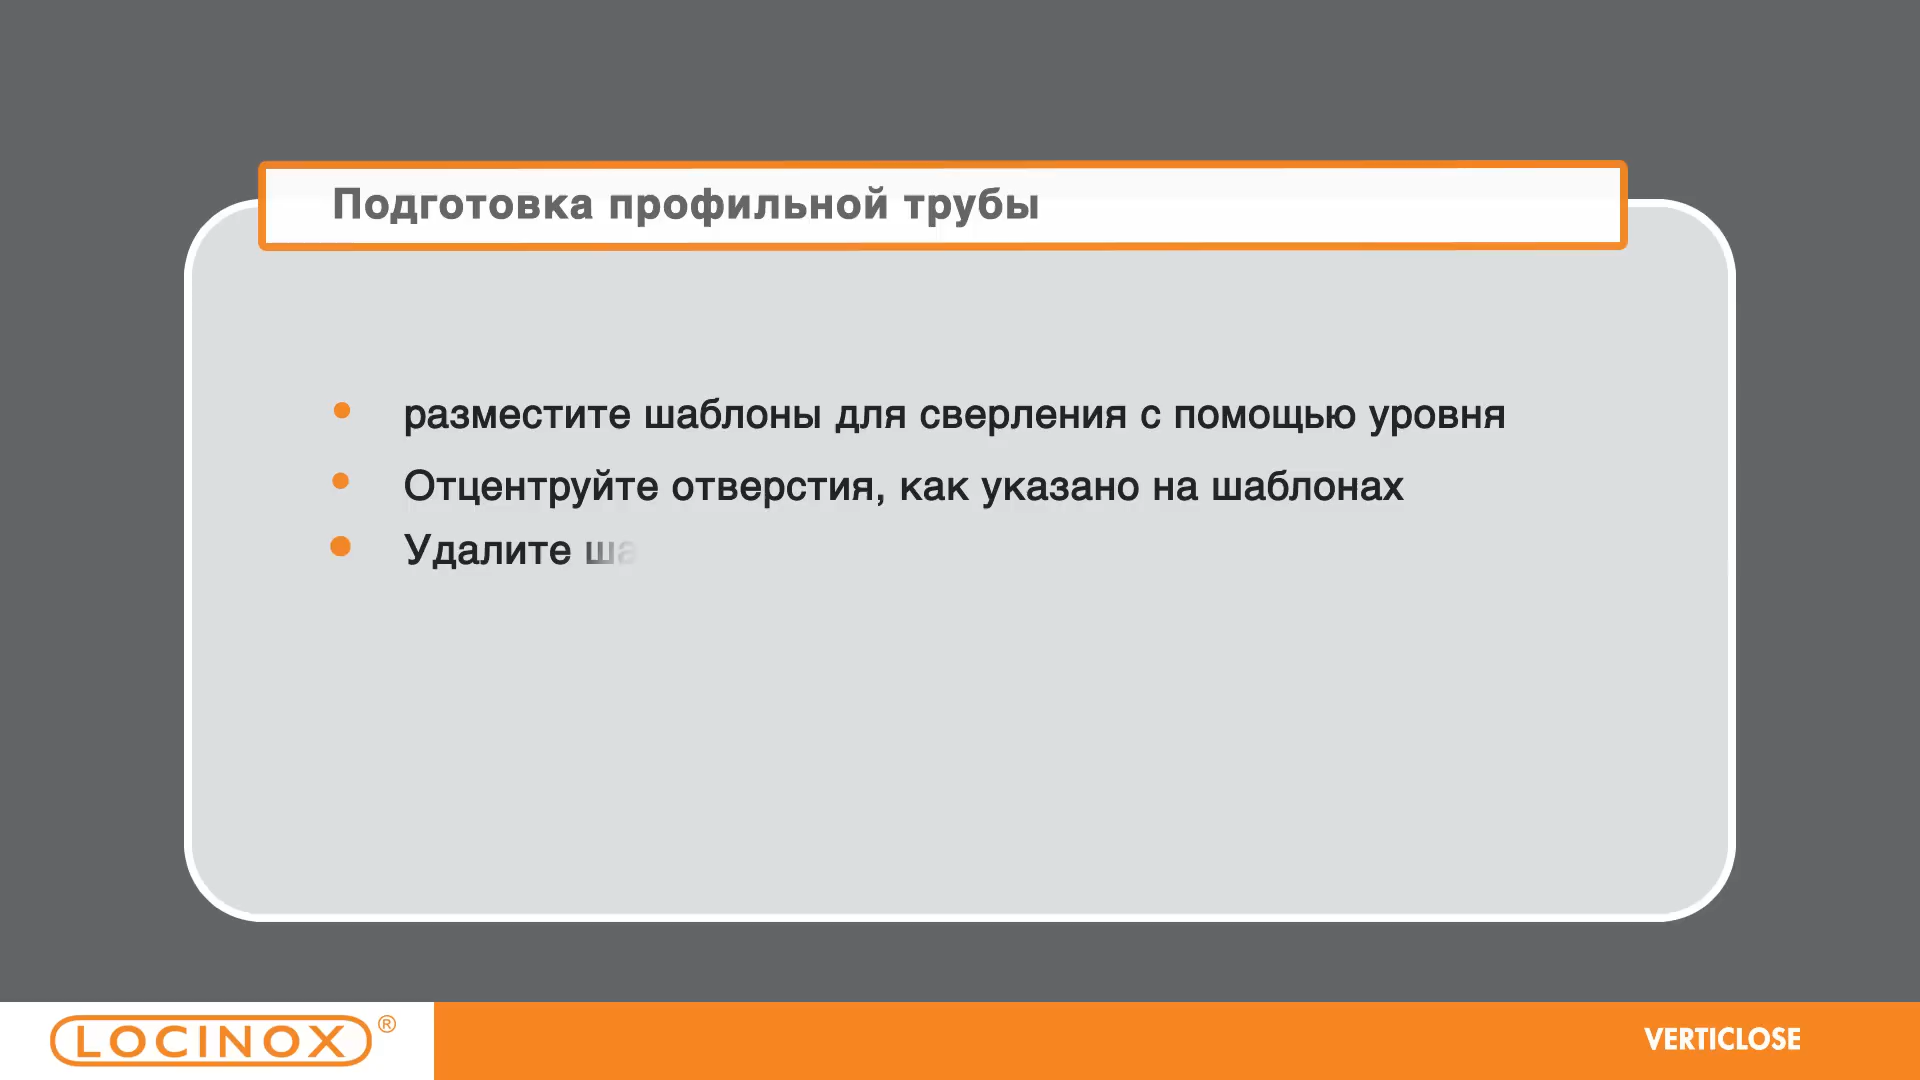 Подготовка профильной трубы
• разместите шаблоны для сверления с помощью уровня
• Отцентруйте отверстия, как указано на шаблонах
• Удалите
LOCINOX®
VERTICLOSE